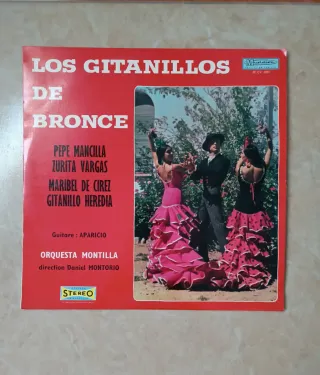 LOS GITANILLOS
DE
BRONCE
PEPE MANCILLA
ZURITA VARGAS
MARIBEL DE CIREZ
GITANILLO HEREDIA
Guitare : APARICIO
ORQUESTA MONTILLA
direction Daniel MONTORIO
STEREO